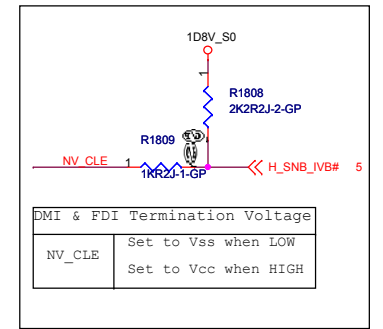 1D8V_S0
1
R1808
2K2R2J-2-GP
R1809
NV_CLE 1 1KR2J-1-GP H_SNB_IVB# 5
DMI & FDI Termination Voltage
NV_CLE
Set to Vss when LOW
Set to Vcc when HIGH